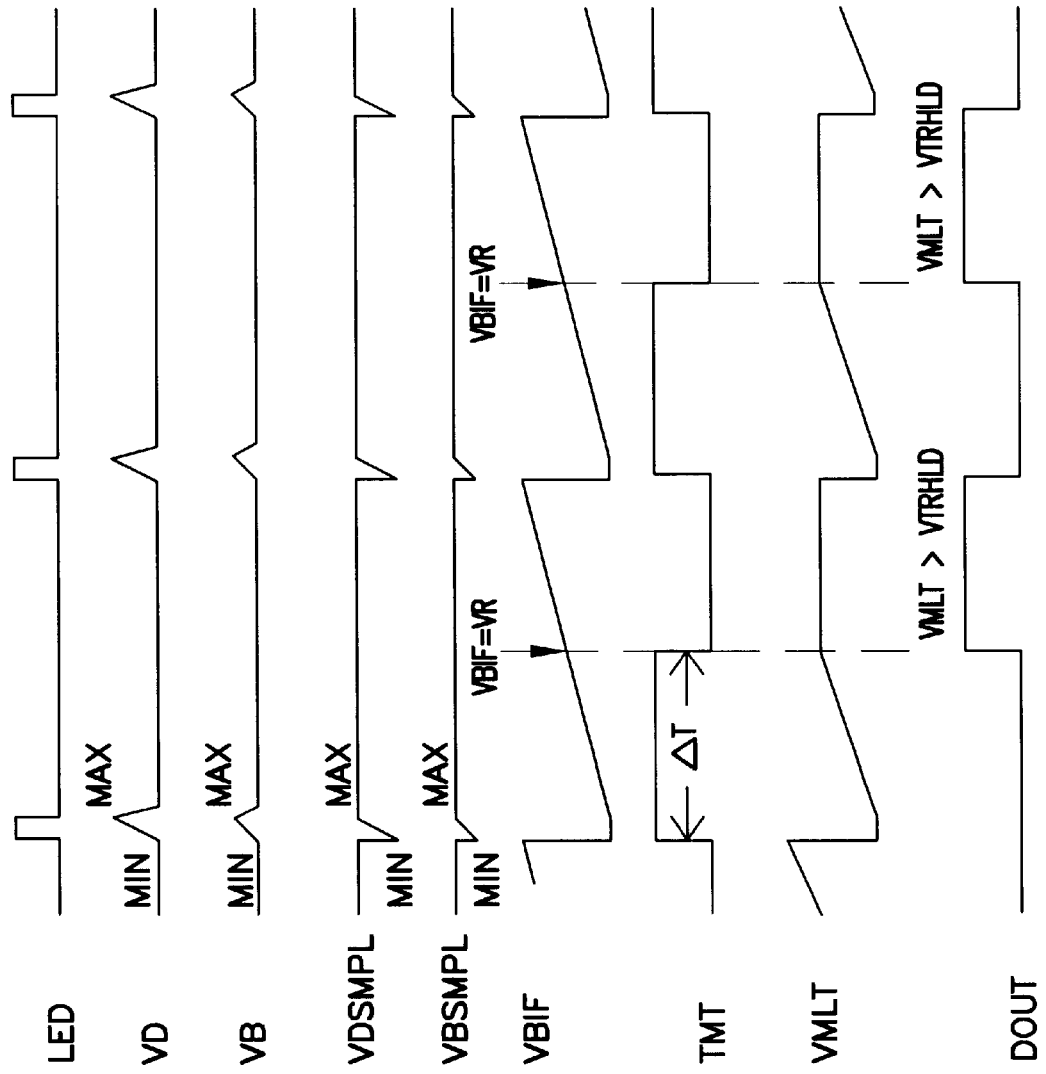 LED
VD
MIN
MAX
VB
MIN
MAX
VDSMPL
MIN
MAX
VBSMPL
MIN
MAX
VBIF
VBIF=VR
VBIF=VR
TMT
ΔT
VMLT
VMLT > VTRHLD
VMLT > VTRHLD
DOUT